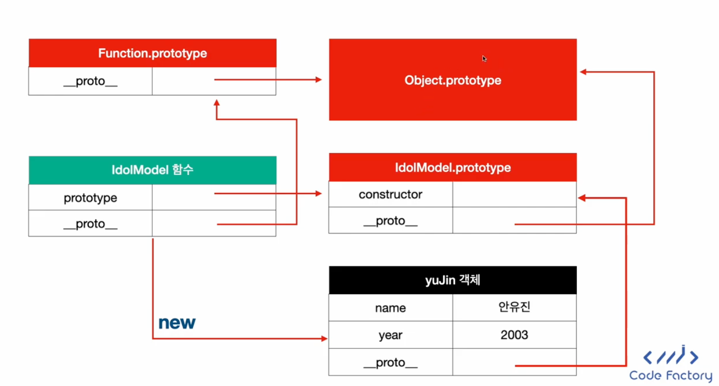 Function.prototype
__proto__
Object.prototype
IdolModel 함수
prototype
__proto__
IdolModel.prototype
constructor
__proto__
new
yuJin 객체
name 안유진
year 2003
__proto__
Code Factory